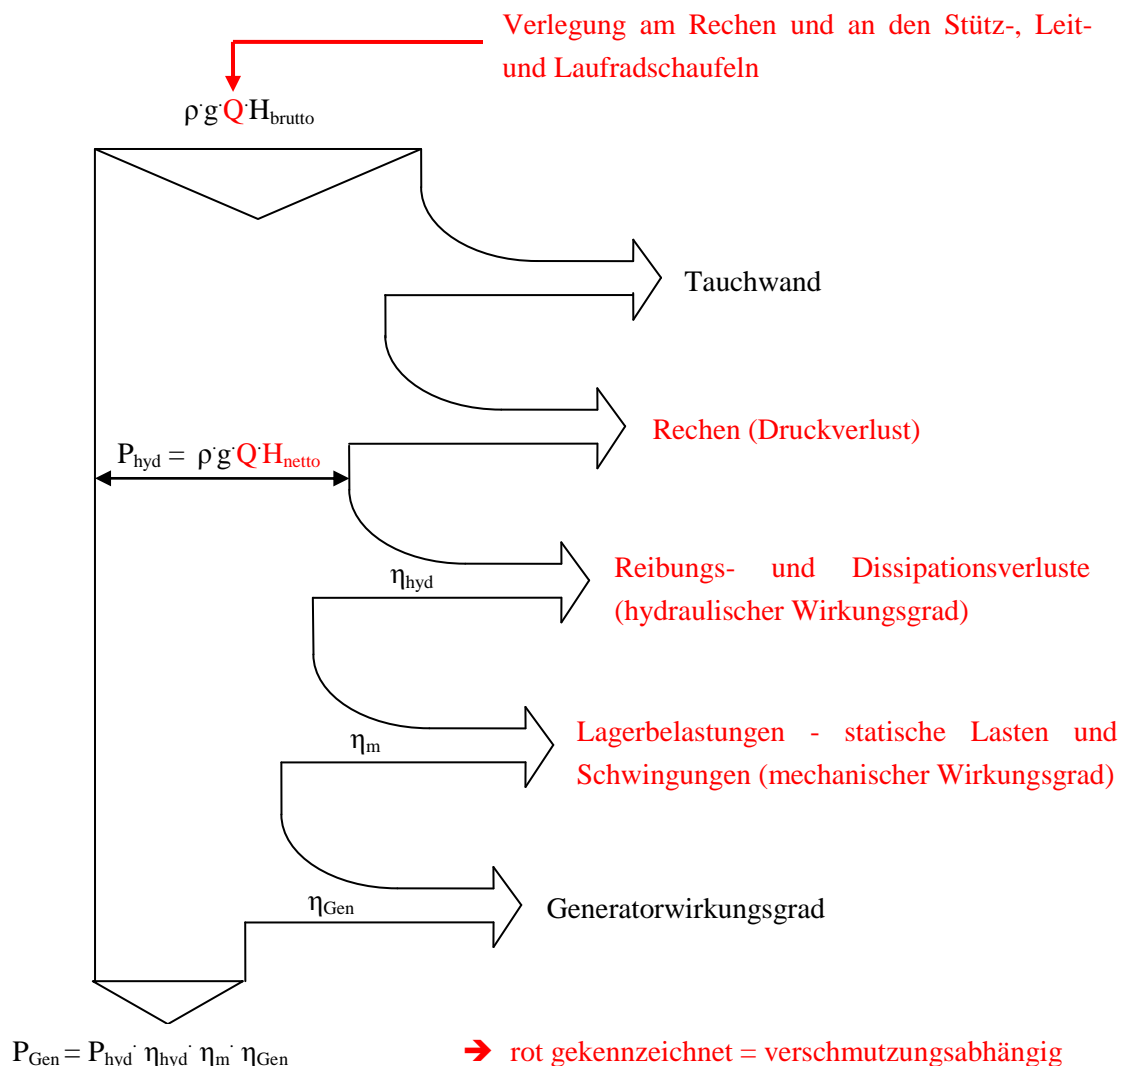 Verlegung am Rechen und an den Stütz-, Leit-
und Laufradschaufeln
ρ·g·Q·H_brutto
Tauchwand
Rechen (Druckverlust)
P_hyd = ρ·g·Q·H_netto
Reibungs- und Dissipationsverluste
(hydraulischer Wirkungsgrad)
η_hyd
Lagerbelastungen - statische Lasten und
Schwingungen (mechanischer Wirkungsgrad)
η_m
η_Gen
Generatorwirkungsgrad
P_Gen = P_hyd · η_hyd · η_m · η_Gen
➔ rot gekennzeichnet = verschmutzungsabhängig